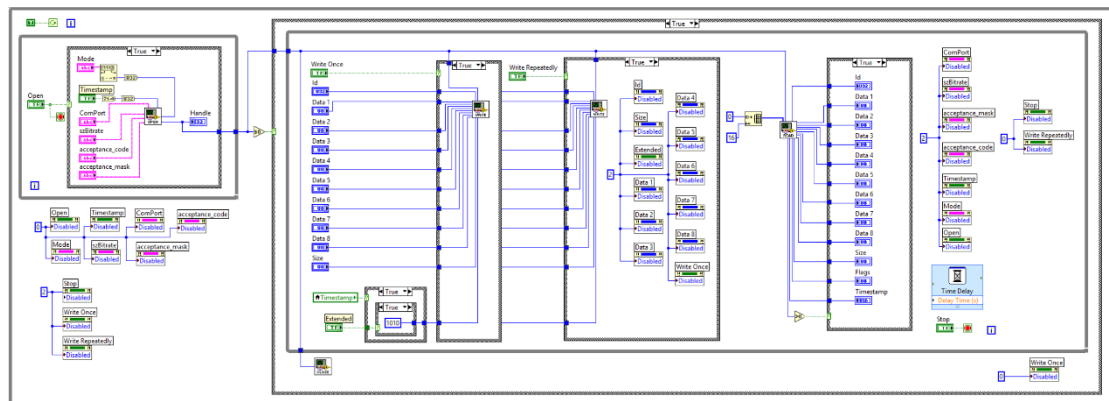 True
True
Mode
Timestamp
Open
ComPort
szBitrate
acceptance_code
acceptance_mask
Handle
Open
Disabled
Timestamp
Disabled
ComPort
Disabled
acceptance_code
Disabled
Mode
Disabled
szBitrate
Disabled
acceptance_mask
Disabled
0
2
Stop
Disabled
Write Once
Disabled
Write Repeatedly
Disabled
Write Once
Id
Data 1
Data 2
Data 3
Data 4
Data 5
Data 6
Data 7
Data 8
Size
Timestamp
Extended
True
True
1010
True
Write Repeatedly
True
Id
Disabled
Size
Disabled
Extended
Disabled
2
Data 1
Disabled
Data 2
Disabled
Data 3
Disabled
Data 4
Disabled
Data 5
Disabled
Data 6
Disabled
Data 7
Disabled
Data 8
Disabled
Write Once
Disabled
0
16
True
Id
Data 1
Data 2
Data 3
Data 4
Data 5
Data 6
Data 7
Data 8
Size
Flags
Timestamp
2
ComPort
Disabled
szBitrate
Disabled
acceptance_mask
Disabled
acceptance_code
Disabled
Timestamp
Disabled
Mode
Disabled
Open
Disabled
Stop
Disabled
Write Repeatedly
Disabled
Time Delay
Delay Time (s)
Stop
0
Write Once
Disabled